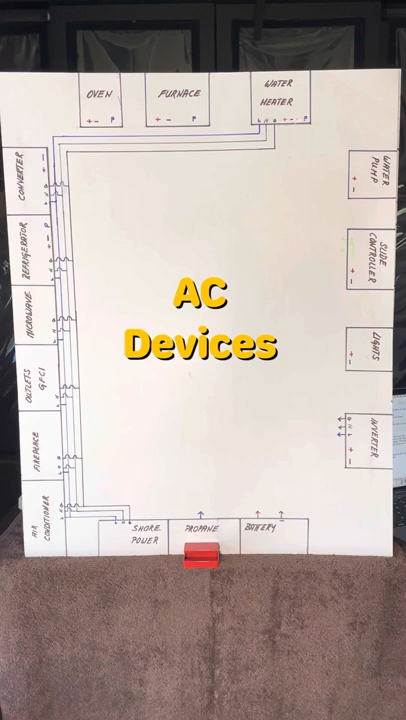 OVEN
+ - P
FURNACE
+ - P
WATER
HEATER
L N G + - P
CONVERTER
+ -
REFRIGERATOR
+ - P
MICROWAVE
OUTLETS
GFCI
FIREPLACE
AIR
CONDITIONER
WATER
PUMP
+ -
SLIDE
CONTROLLER
+ -
LIGHTS
+ -
INVERTER
G N L + -
AC
Devices
SHORE
POWER
PROPANE
BATTERY